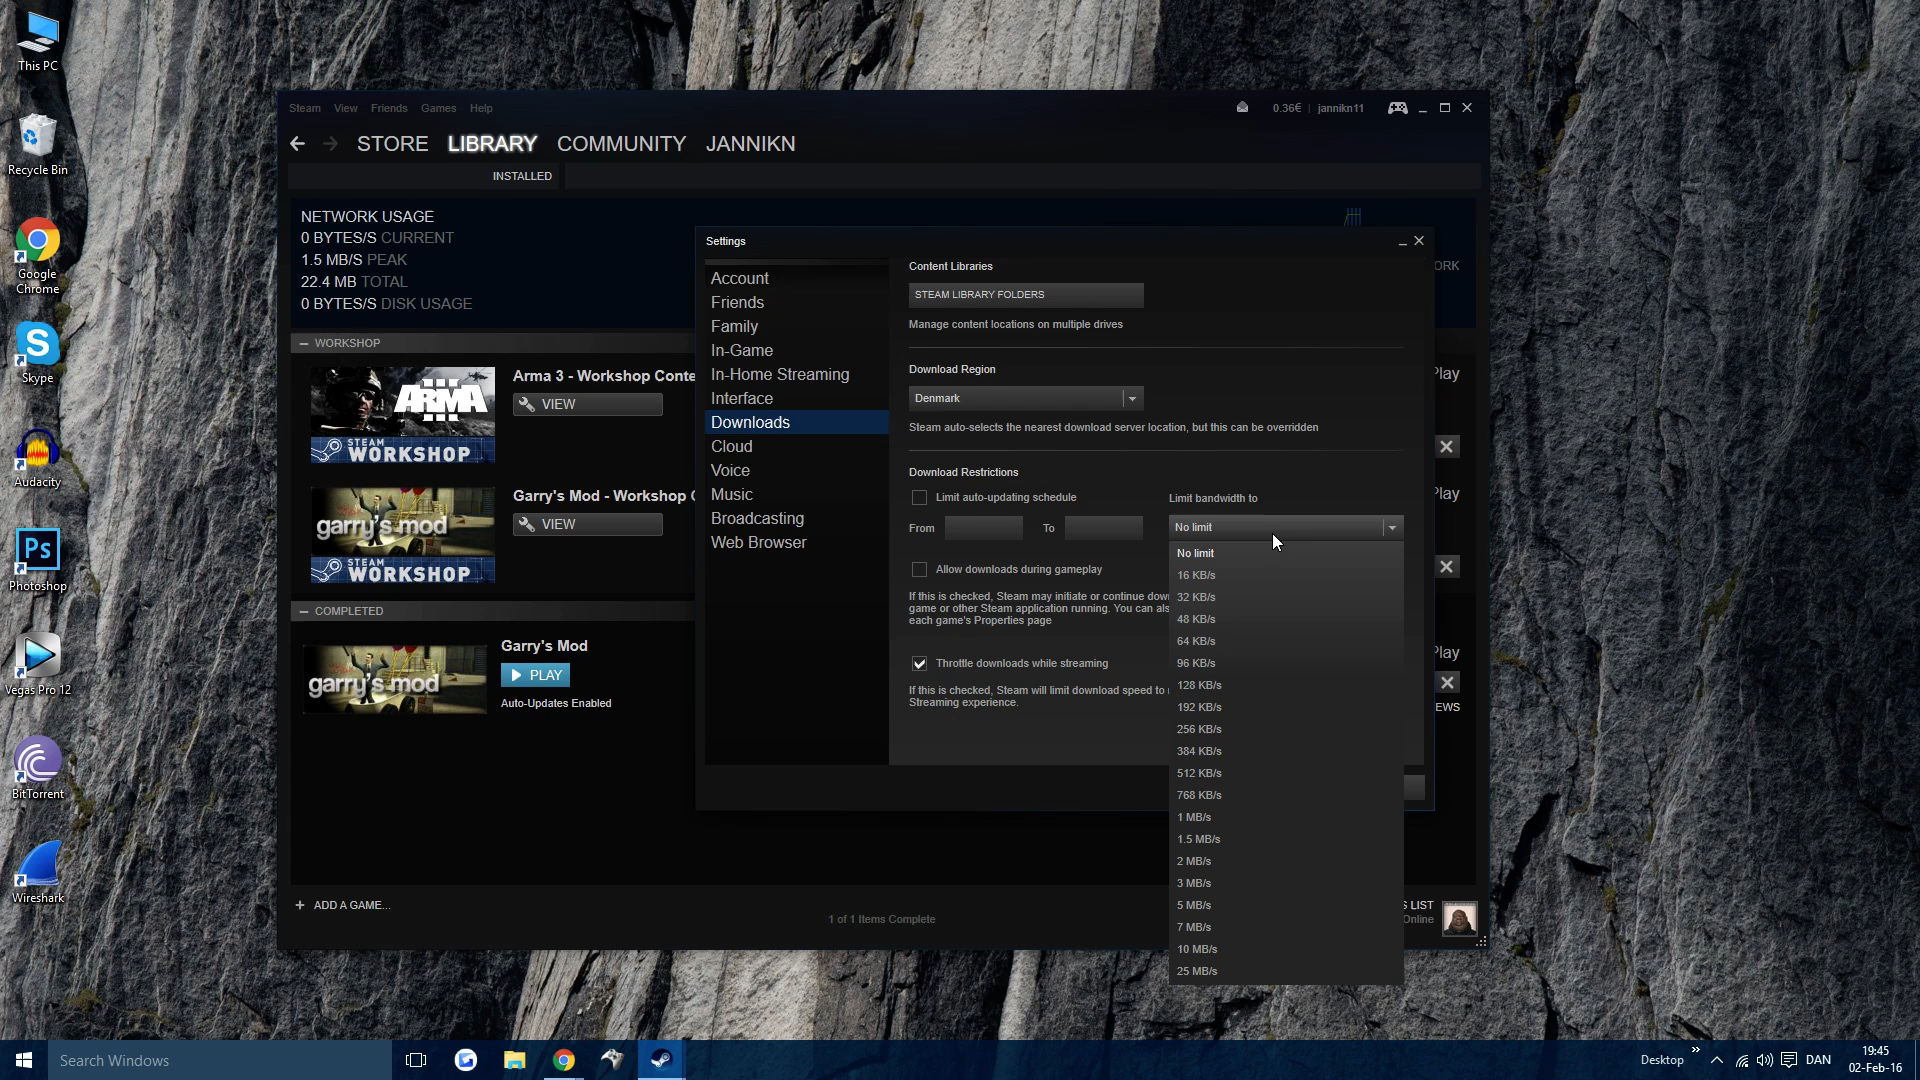 This PC
Recycle Bin
Google
Chrome
Skype
Audacity
Ps
Photoshop
Vegas Pro 12
BitTorrent
Wireshark
Steam View Friends Games Help
0.36€ | jannikn11
STORE LIBRARY COMMUNITY JANNIKN
INSTALLED
NETWORK USAGE
0 BYTES/S CURRENT
1.5 MB/S PEAK
22.4 MB TOTAL
0 BYTES/S DISK USAGE
ORK
WORKSHOP
ARMA
III
STEAM
WORKSHOP
Arma 3 - Workshop Conte
VIEW
Play
garry's mod
STEAM
WORKSHOP
Garry's Mod - Workshop C
VIEW
Play
COMPLETED
garry's mod
Garry's Mod
PLAY
Auto-Updates Enabled
Play
EWS
+ ADD A GAME...
1 of 1 Items Complete
S LIST
Online
Settings
Account
Friends
Family
In-Game
In-Home Streaming
Interface
Downloads
Cloud
Voice
Music
Broadcasting
Web Browser
Content Libraries
STEAM LIBRARY FOLDERS
Manage content locations on multiple drives
Download Region
Denmark
Steam auto-selects the nearest download server location, but this can be overridden
Download Restrictions
Limit auto-updating schedule
From To
Allow downloads during gameplay
If this is checked, Steam may initiate or continue dow
game or other Steam application running. You can als
each game's Properties page
Throttle downloads while streaming
If this is checked, Steam will limit download speed to
Streaming experience.
Limit bandwidth to
No limit
No limit
16 KB/s
32 KB/s
48 KB/s
64 KB/s
96 KB/s
128 KB/s
192 KB/s
256 KB/s
384 KB/s
512 KB/s
768 KB/s
1 MB/s
1.5 MB/s
2 MB/s
3 MB/s
5 MB/s
7 MB/s
10 MB/s
25 MB/s
Search Windows
Desktop
DAN
19:45
02-Feb-16